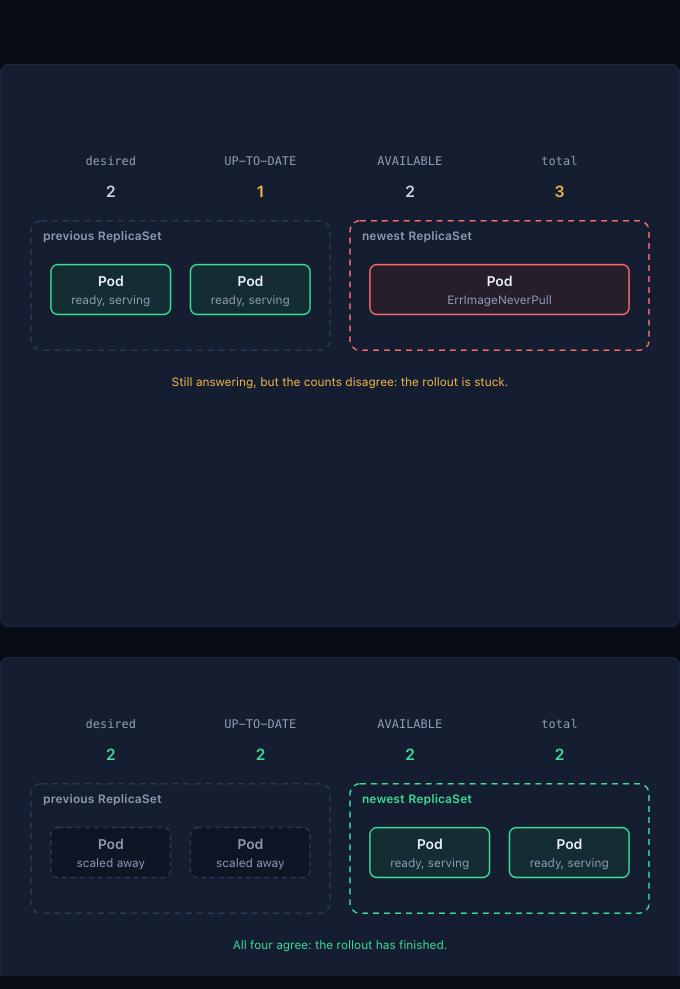 desired UP-TO-DATE AVAILABLE total
2 1 2 3
previous ReplicaSet newest ReplicaSet
Pod Pod Pod
ready, serving ready, serving ErrImageNeverPull
Still answering, but the counts disagree: the rollout is stuck.
desired UP-TO-DATE AVAILABLE total
2 2 2 2
previous ReplicaSet newest ReplicaSet
Pod Pod Pod Pod
scaled away scaled away ready, serving ready, serving
All four agree: the rollout has finished.